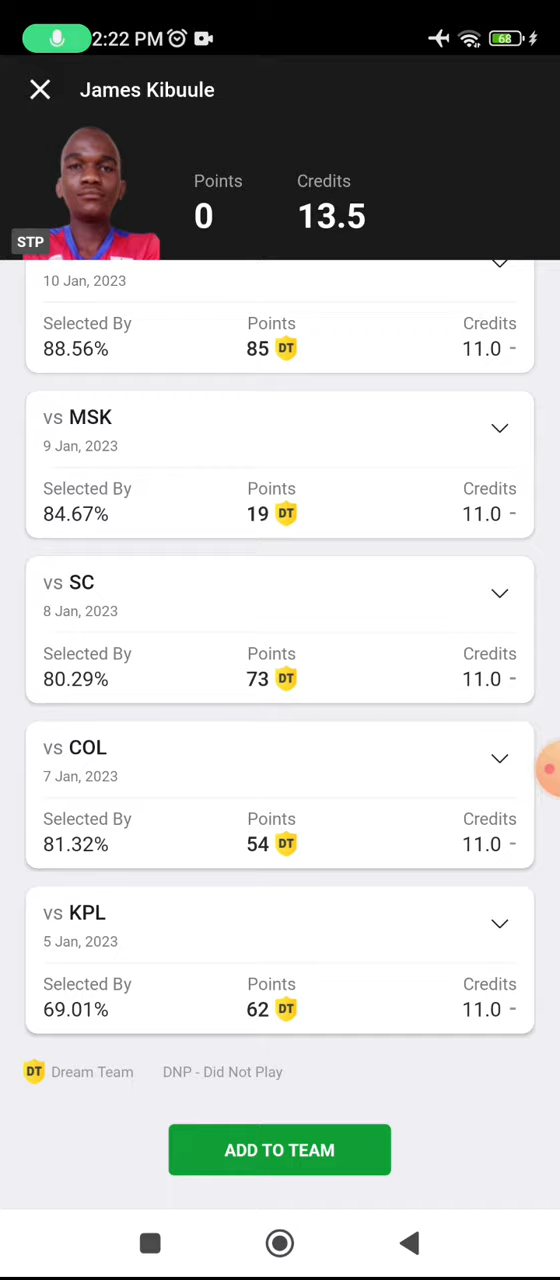 2:22 PM
68
James Kibuule
Points Credits
0 13.5
STP
10 Jan, 2023
Selected By Points Credits
88.56% 85 DT 11.0 -
vs MSK
9 Jan, 2023
Selected By Points Credits
84.67% 19 DT 11.0 -
vs SC
8 Jan, 2023
Selected By Points Credits
80.29% 73 DT 11.0 -
vs COL
7 Jan, 2023
Selected By Points Credits
81.32% 54 DT 11.0 -
vs KPL
5 Jan, 2023
Selected By Points Credits
69.01% 62 DT 11.0 -
DT Dream Team DNP - Did Not Play
ADD TO TEAM